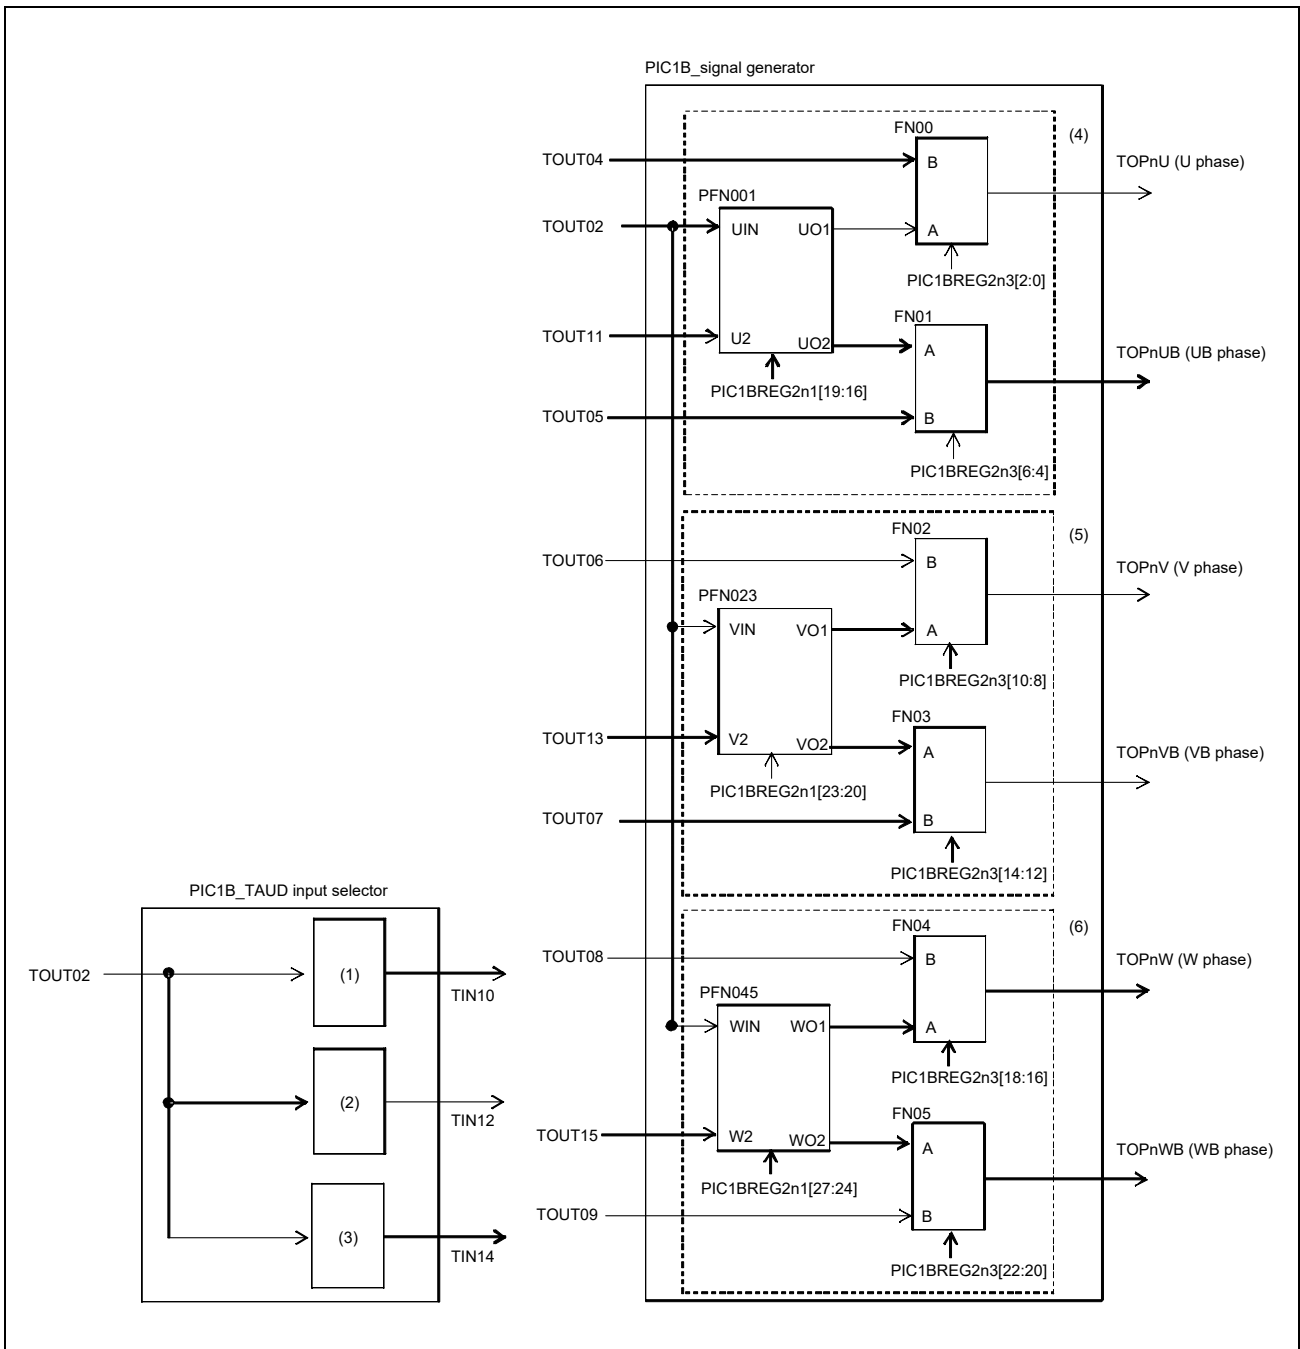 PIC1B_signal generator
FN00
(4)
TOUT04
B
TOPnU (U phase)
PFN001
TOUT02
UIN
UO1
A
PIC1BREG2n3[2:0]
FN01
TOUT11
U2
UO2
A
TOPnUB (UB phase)
PIC1BREG2n1[19:16]
TOUT05
B
PIC1BREG2n3[6:4]
FN02
(5)
TOUT06
B
TOPnV (V phase)
PFN023
VIN
VO1
A
PIC1BREG2n3[10:8]
FN03
TOUT13
V2
VO2
A
TOPnVB (VB phase)
PIC1BREG2n1[23:20]
TOUT07
B
PIC1BREG2n3[14:12]
PIC1B_TAUD input selector
FN04
(6)
TOUT08
B
TOPnW (W phase)
TOUT02
(1)
TIN10
PFN045
WIN
WO1
A
PIC1BREG2n3[18:16]
(2)
TIN12
FN05
TOUT15
W2
WO2
A
TOPnWB (WB phase)
PIC1BREG2n1[27:24]
TOUT09
B
(3)
TIN14
PIC1BREG2n3[22:20]